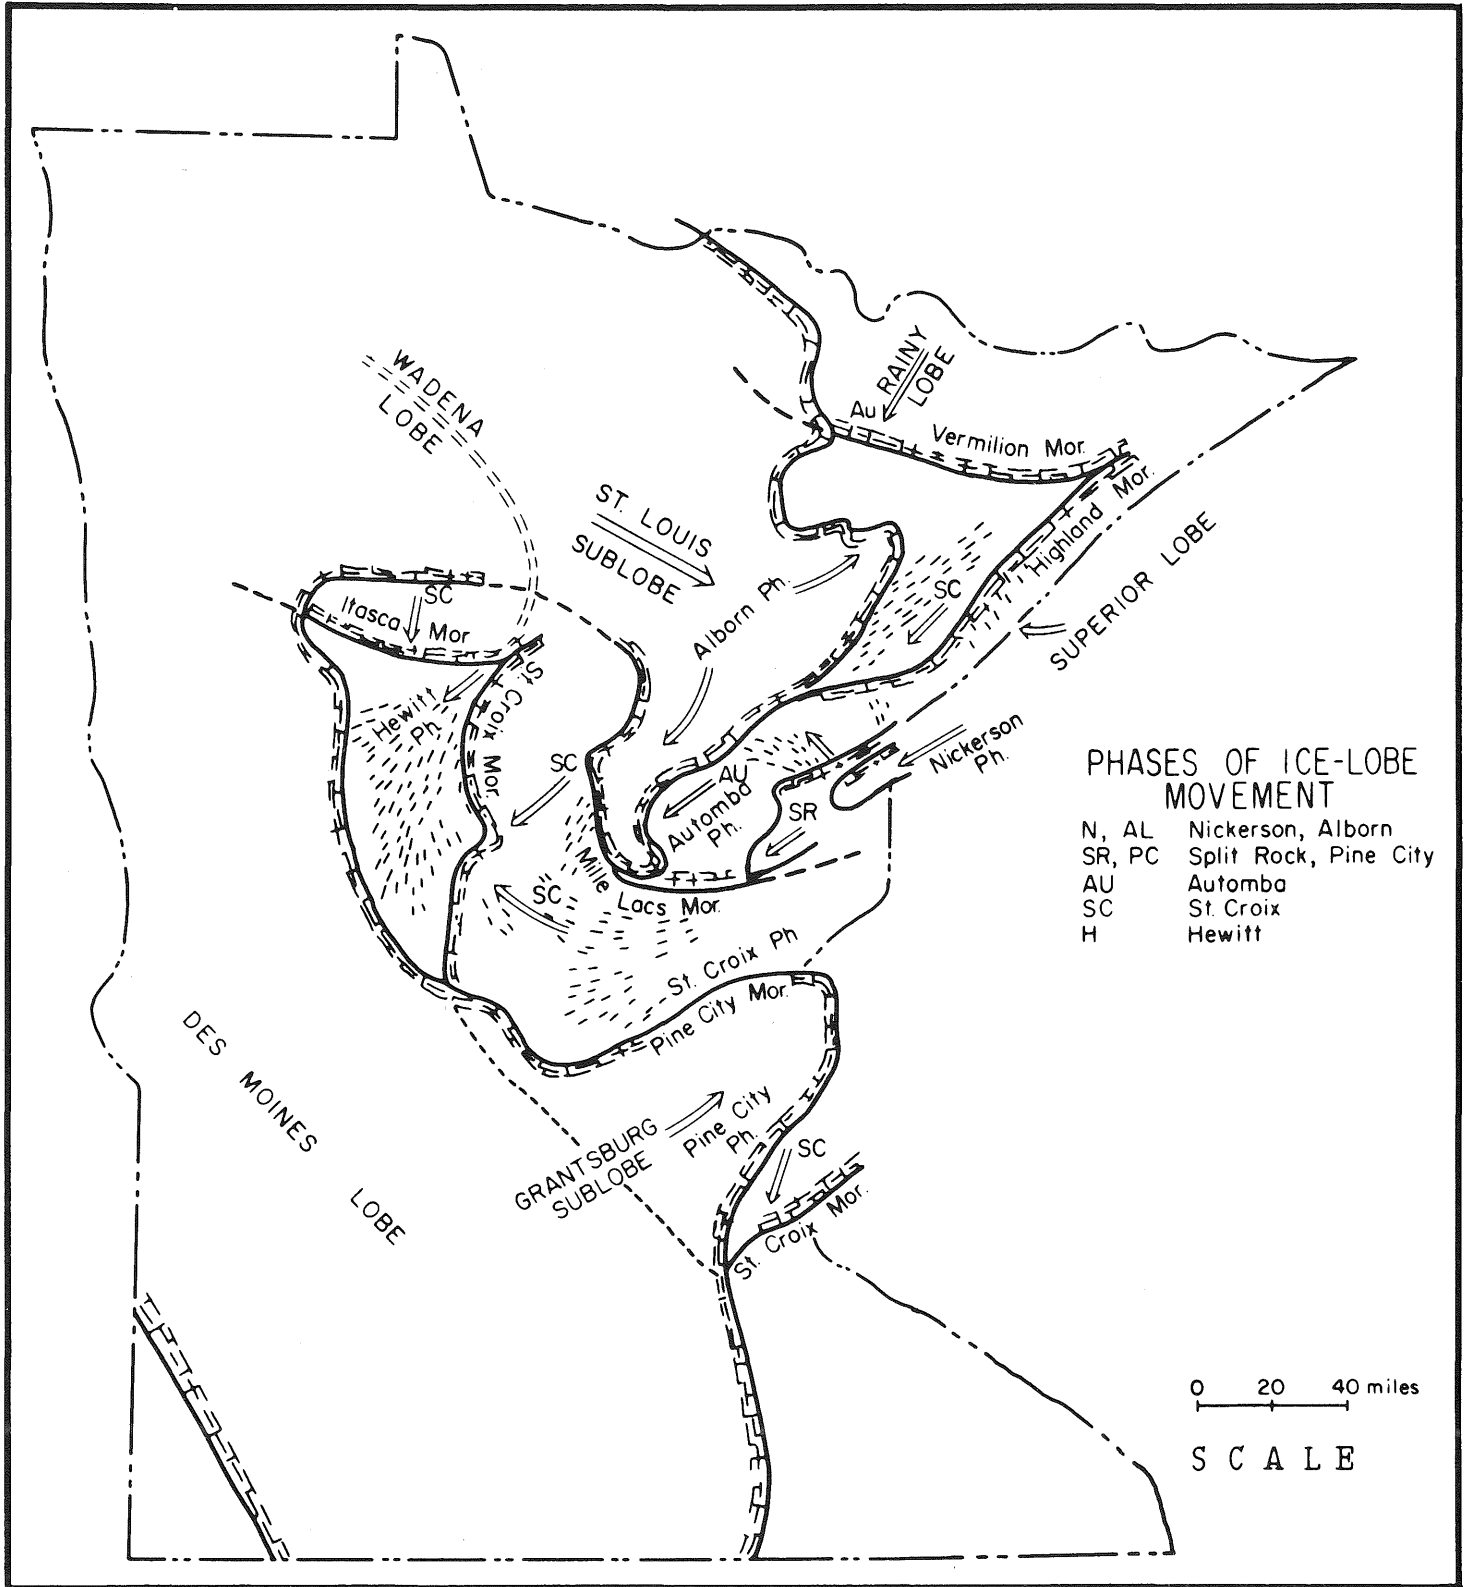 WADENA
LOBE
RAINY
LOBE
Au
Vermilion Mor.
Highland Mor.
ST. LOUIS
SUBLOBE
SUPERIOR LOBE
SC
Alborn Ph.
SC
Itasca Mor
St. Croix Mor.
Hewitt
Ph.
SC
AU
Automba
Ph.
SR
Nickerson
Ph.
PHASES OF ICE-LOBE
MOVEMENT
N, AL Nickerson, Alborn
SR, PC Split Rock, Pine City
AU Automba
SC St. Croix
H Hewitt
Mille Lacs Mor.
SC
St. Croix Ph
Pine City Mor.
DES MOINES
LOBE
GRANTSBURG
SUBLOBE
Pine City
Ph.
SC
St. Croix Mor.
0 20 40 miles
SCALE